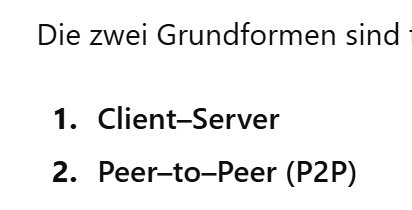 Die zwei Grundformen sind
1. Client–Server
2. Peer–to–Peer (P2P)